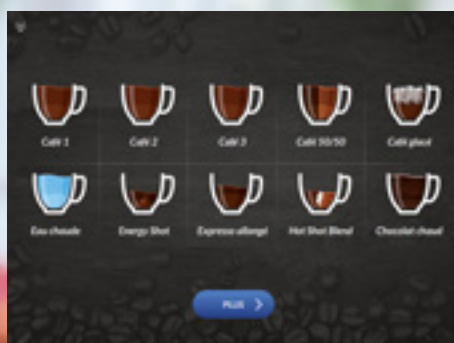 Café 1
Café 2
Café 3
Café 50/50
Café glacé
Eau chaude
Energy Shot
Espresso allongé
Hot Shot Blend
Chocolat chaud
PLUS